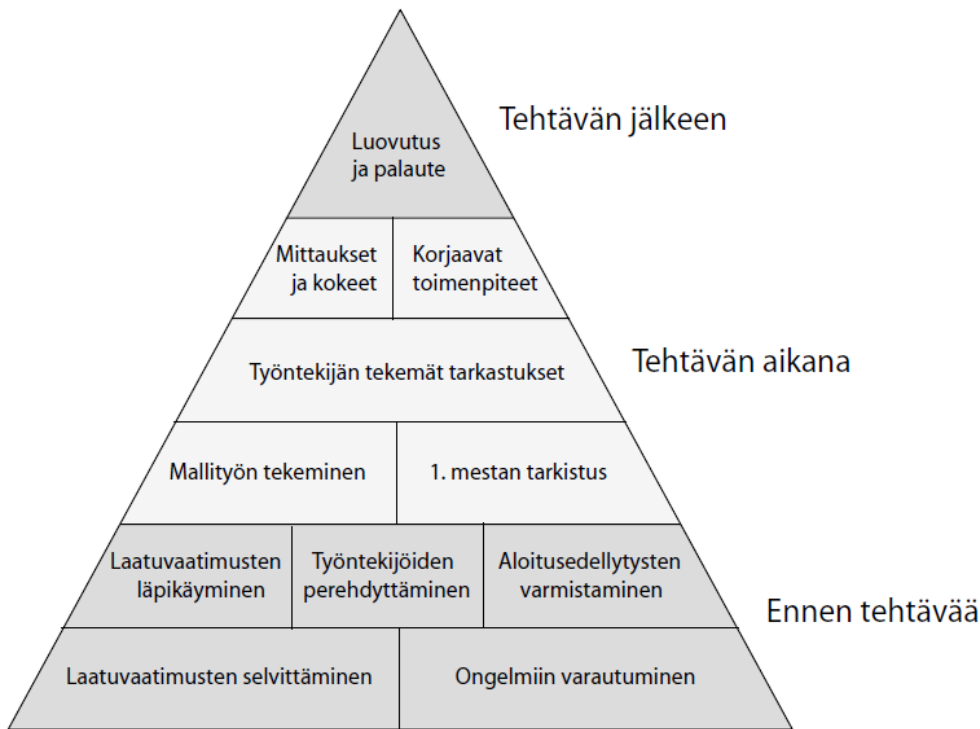 Tehtävän jälkeen
Luovutus
ja palaute
Mittaukset
ja kokeet
Korjaavat
toimenpiteet
Tehtävän aikana
Työntekijän tekemät tarkastukset
Mallityön tekeminen
1. mestan tarkistus
Laatuvaatimusten
läpikäyminen
Työntekijöiden
perehdyttäminen
Aloitusedellytysten
varmistaminen
Ennen tehtävää
Laatuvaatimusten selvittäminen
Ongelmiin varautuminen